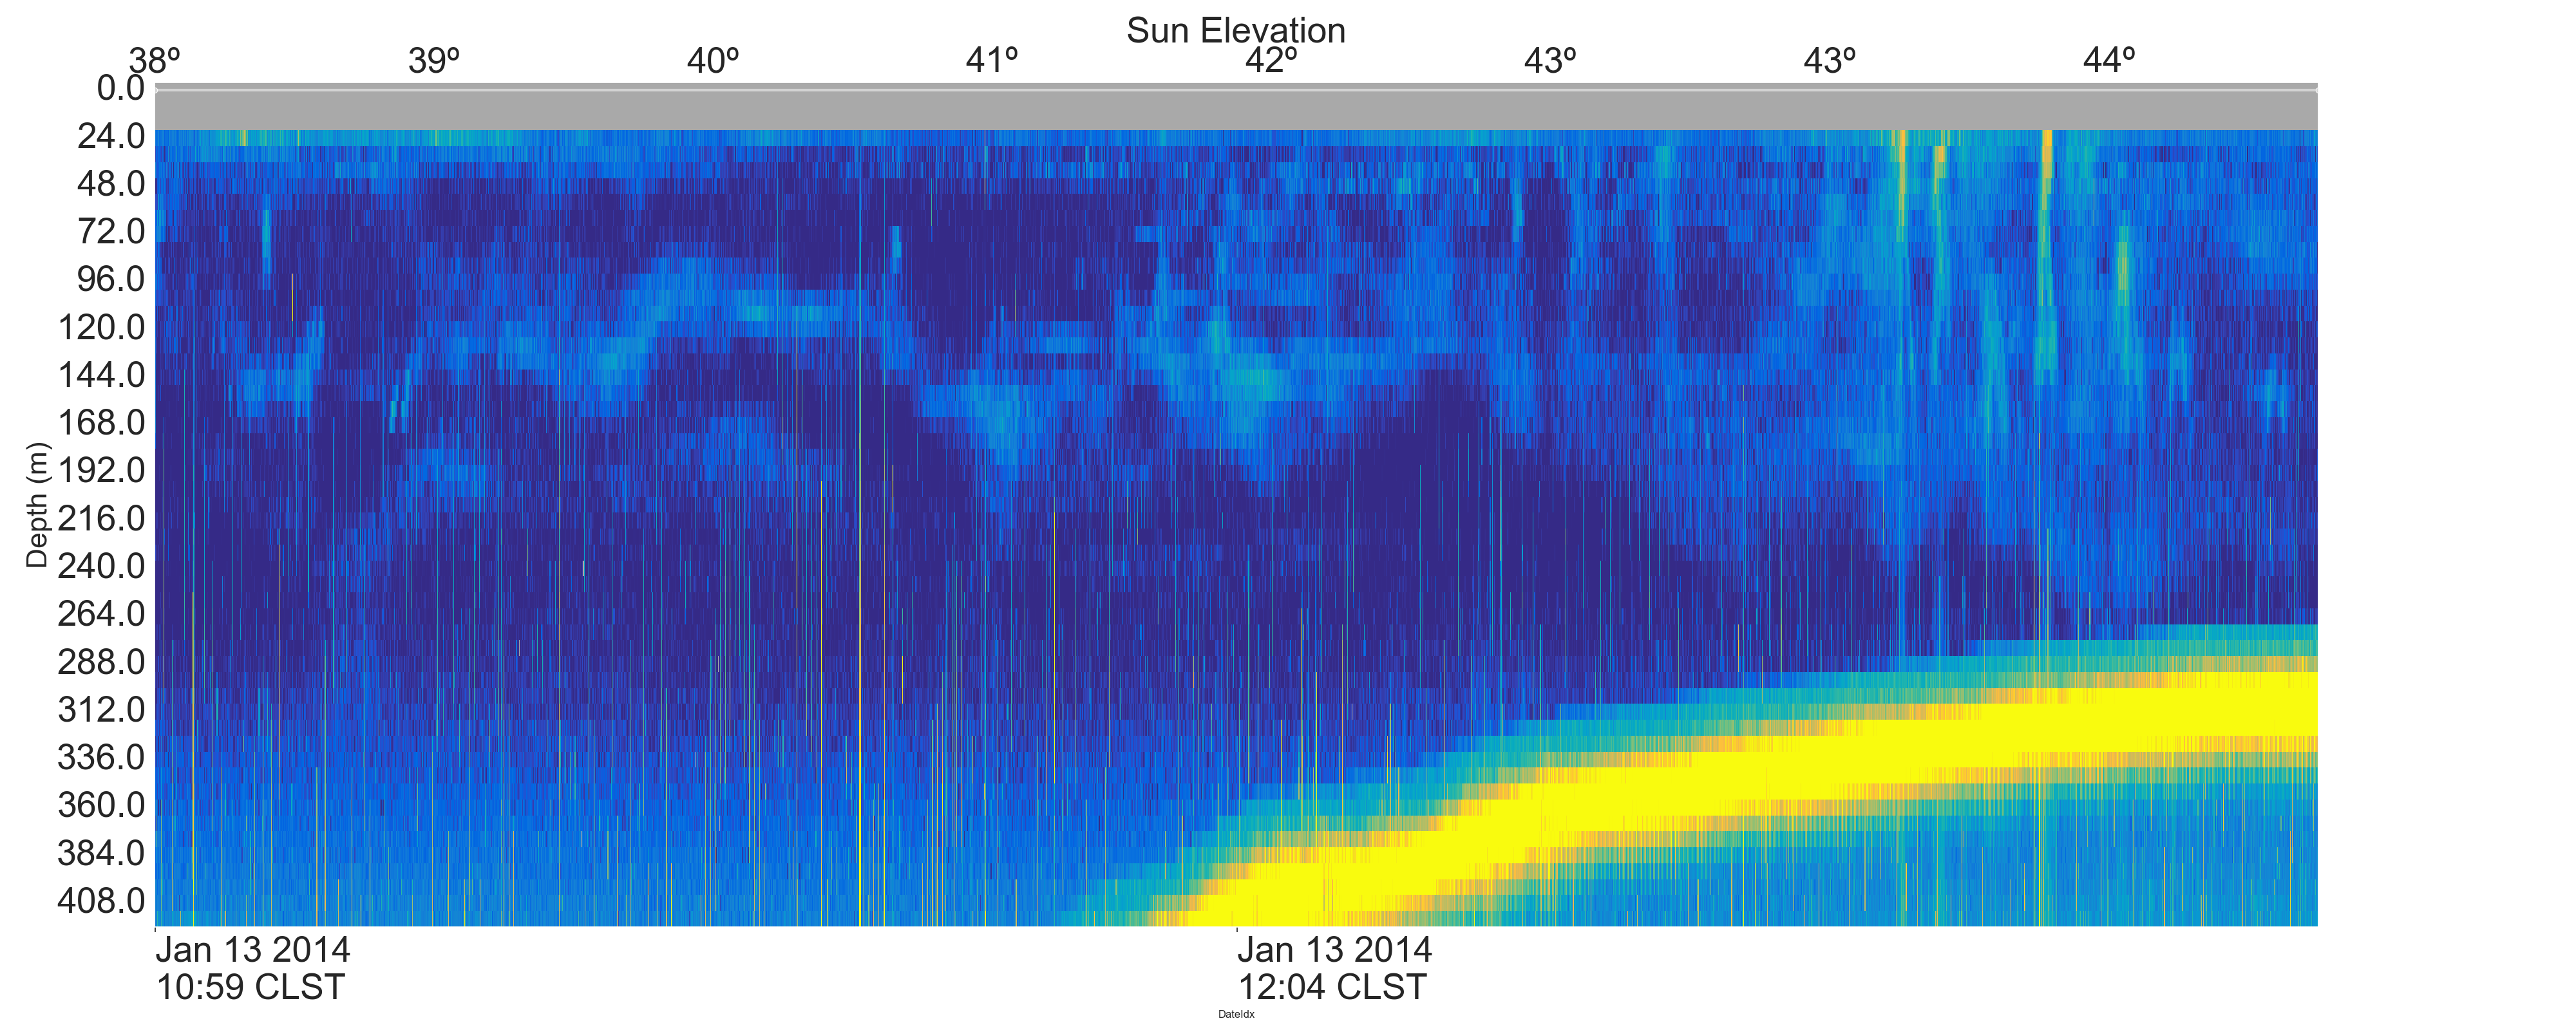 Sun Elevation
38º 39º 40º 41º 42º 43º 43º 44º
0.0
24.0
48.0
72.0
96.0
120.0
144.0
168.0
192.0
216.0
240.0
264.0
288.0
312.0
336.0
360.0
384.0
408.0
Depth (m)
Jan 13 2014
10:59 CLST
Jan 13 2014
12:04 CLST
DateIdx